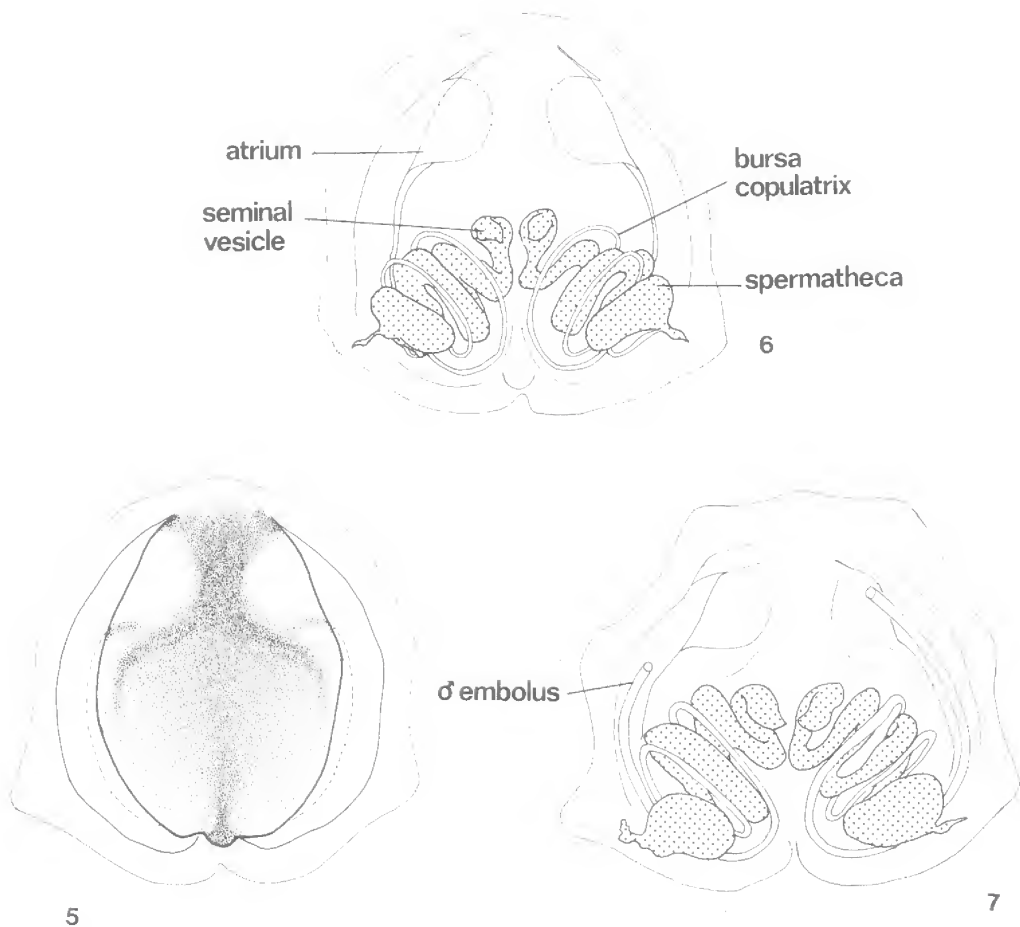 atrium
bursa
copulatrix
seminal
vesicle
spermatheca
6
♂ embolus
5
7